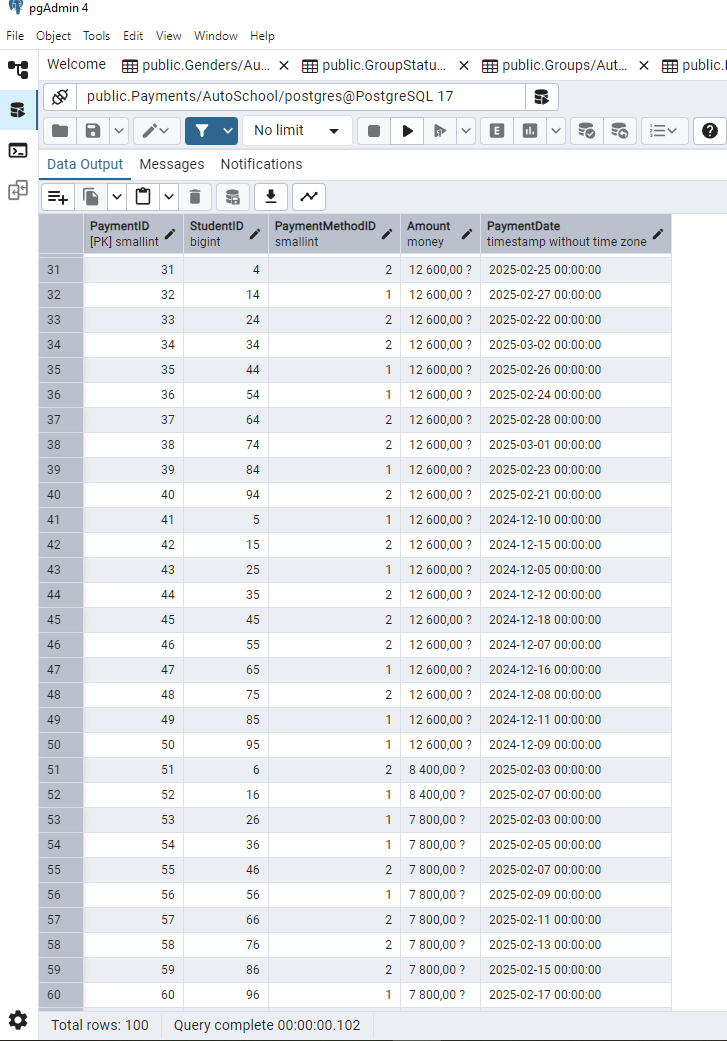 pgAdmin 4
File Object Tools Edit View Window Help
Welcome public.Genders/Au... public.GroupStatu... public.Groups/Aut... public.
public.Payments/AutoSchool/postgres@PostgreSQL 17
No limit E
Data Output Messages Notifications
PaymentID StudentID PaymentMethodID Amount PaymentDate
[PK] smallint bigint smallint money timestamp without time zone
31 31 4 2 12 600,00 ? 2025-02-25 00:00:00
32 32 14 1 12 600,00 ? 2025-02-27 00:00:00
33 33 24 2 12 600,00 ? 2025-02-22 00:00:00
34 34 34 2 12 600,00 ? 2025-03-02 00:00:00
35 35 44 1 12 600,00 ? 2025-02-26 00:00:00
36 36 54 1 12 600,00 ? 2025-02-24 00:00:00
37 37 64 2 12 600,00 ? 2025-02-28 00:00:00
38 38 74 2 12 600,00 ? 2025-03-01 00:00:00
39 39 84 1 12 600,00 ? 2025-02-23 00:00:00
40 40 94 2 12 600,00 ? 2025-02-21 00:00:00
41 41 5 1 12 600,00 ? 2024-12-10 00:00:00
42 42 15 2 12 600,00 ? 2024-12-15 00:00:00
43 43 25 1 12 600,00 ? 2024-12-05 00:00:00
44 44 35 2 12 600,00 ? 2024-12-12 00:00:00
45 45 45 2 12 600,00 ? 2024-12-18 00:00:00
46 46 55 2 12 600,00 ? 2024-12-07 00:00:00
47 47 65 1 12 600,00 ? 2024-12-16 00:00:00
48 48 75 2 12 600,00 ? 2024-12-08 00:00:00
49 49 85 1 12 600,00 ? 2024-12-11 00:00:00
50 50 95 1 12 600,00 ? 2024-12-09 00:00:00
51 51 6 2 8 400,00 ? 2025-02-03 00:00:00
52 52 16 1 8 400,00 ? 2025-02-07 00:00:00
53 53 26 1 7 800,00 ? 2025-02-03 00:00:00
54 54 36 1 7 800,00 ? 2025-02-05 00:00:00
55 55 46 2 7 800,00 ? 2025-02-07 00:00:00
56 56 56 1 7 800,00 ? 2025-02-09 00:00:00
57 57 66 2 7 800,00 ? 2025-02-11 00:00:00
58 58 76 2 7 800,00 ? 2025-02-13 00:00:00
59 59 86 2 7 800,00 ? 2025-02-15 00:00:00
60 60 96 1 7 800,00 ? 2025-02-17 00:00:00
Total rows: 100 Query complete 00:00:00.102